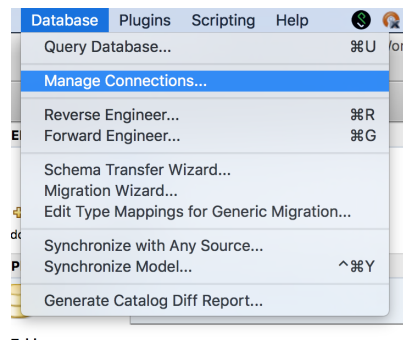 Database Plugins Scripting Help
Query Database... ⌘U
Manage Connections...
Reverse Engineer... ⌘R
Forward Engineer... ⌘G
Schema Transfer Wizard...
Migration Wizard...
Edit Type Mappings for Generic Migration...
Synchronize with Any Source...
Synchronize Model... ^⌘Y
Generate Catalog Diff Report...